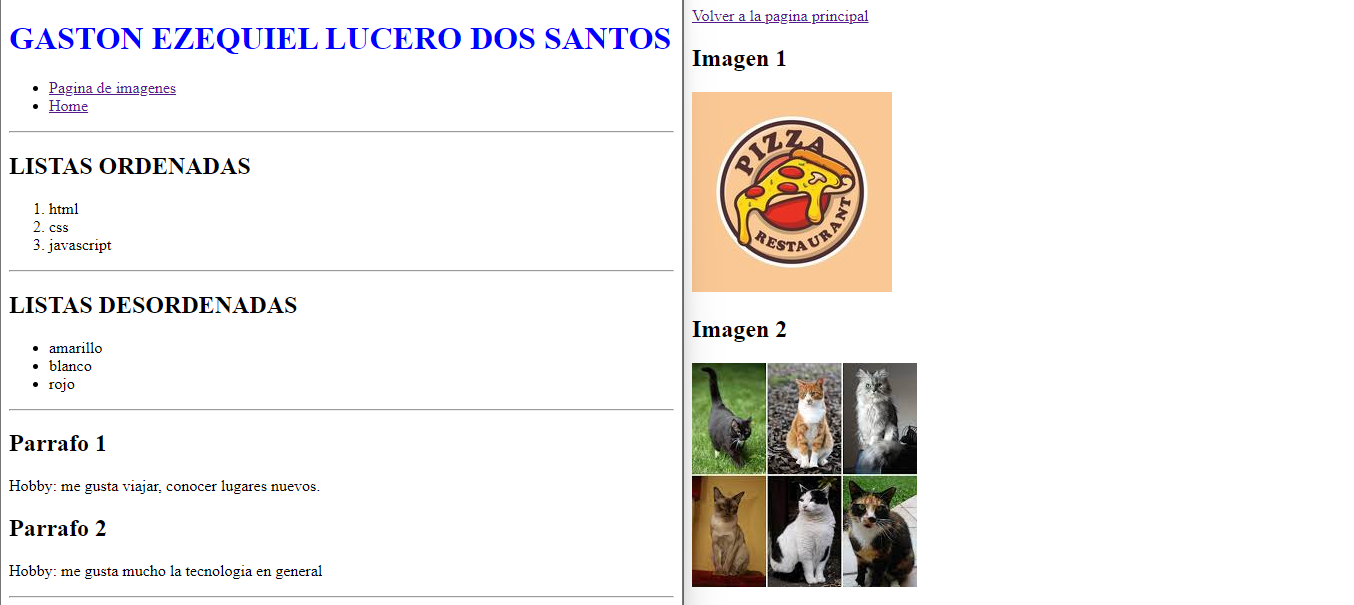 GASTON EZEQUIEL LUCERO DOS SANTOS
Pagina de imagenes
Home
LISTAS ORDENADAS
1. html
2. css
3. javascript
LISTAS DESORDENADAS
amarillo
blanco
rojo
Parrafo 1
Hobby: me gusta viajar, conocer lugares nuevos.
Parrafo 2
Hobby: me gusta mucho la tecnologia en general
Volver a la pagina principal
Imagen 1
PIZZA
RESTAURANT
Imagen 2